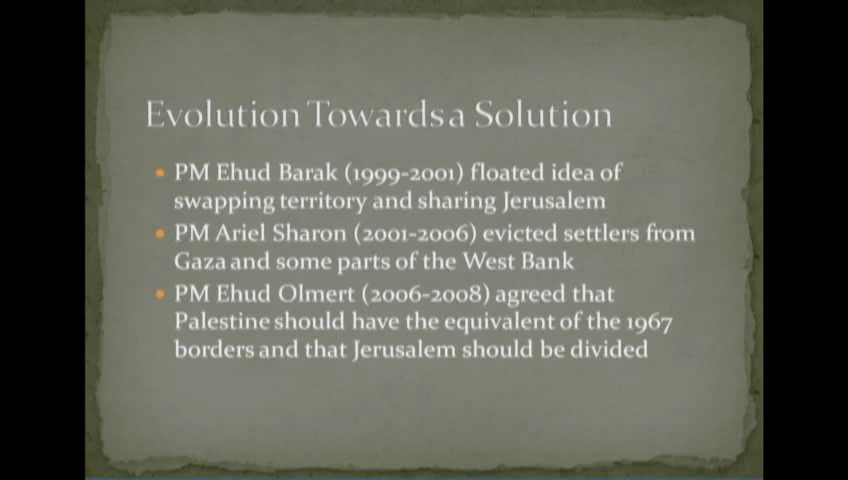 Evolution Towards a Solution
PM Ehud Barak (1999-2001) floated idea of
swapping territory and sharing Jerusalem
PM Ariel Sharon (2001-2006) evicted settlers from
Gaza and some parts of the West Bank
PM Ehud Olmert (2006-2008) agreed that
Palestine should have the equivalent of the 1967
borders and that Jerusalem should be divided